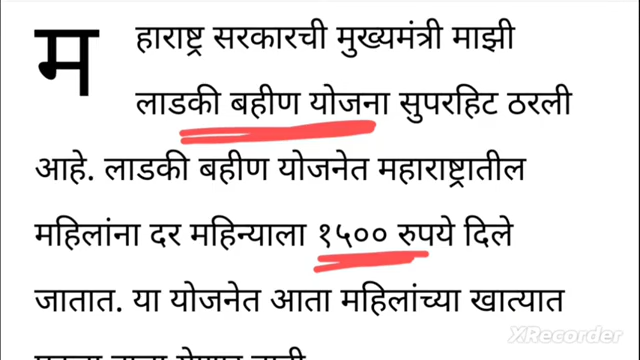 महाराष्ट्र सरकारची मुख्यमंत्री माझी
लाडकी बहीण योजना सुपरहिट ठरली
आहे. लाडकी बहीण योजनेत महाराष्ट्रातील
महिलांना दर महिन्याला १५०० रुपये दिले
जातात. या योजनेत आता महिलांच्या खात्यात
XRecorder